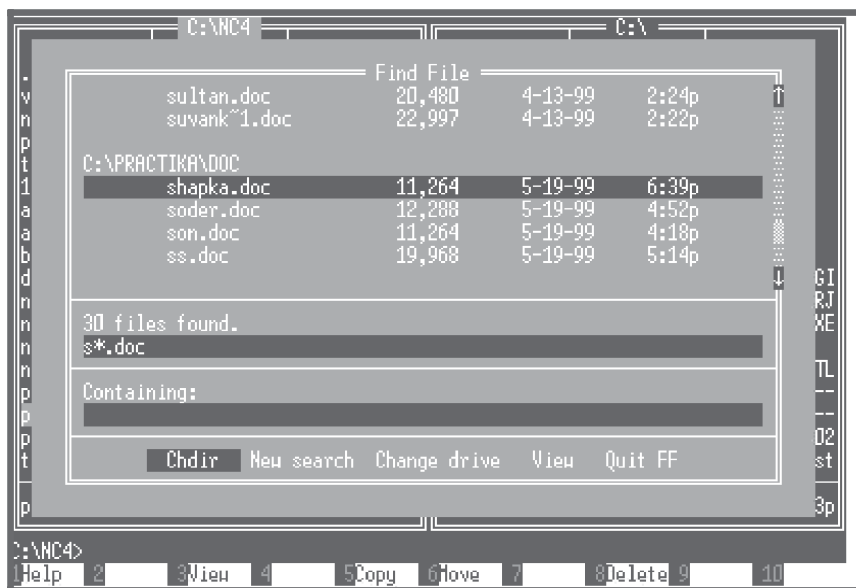 C:\NC4 C:\
Find File
sultan.doc 20,480 4-13-99 2:24p
suvank~1.doc 22,997 4-13-99 2:22p
C:\PRACTIKA\DOC
shapka.doc 11,264 5-19-99 6:39p
soder.doc 12,288 5-19-99 4:52p
son.doc 11,264 5-19-99 4:18p
ss.doc 19,968 5-19-99 5:14p
30 files found.
s*.doc
Containing:
Chdir New search Change drive View Quit FF
C:\NC4>
1Help 2 3View 4 5Copy 6Move 7 8Delete 9 10